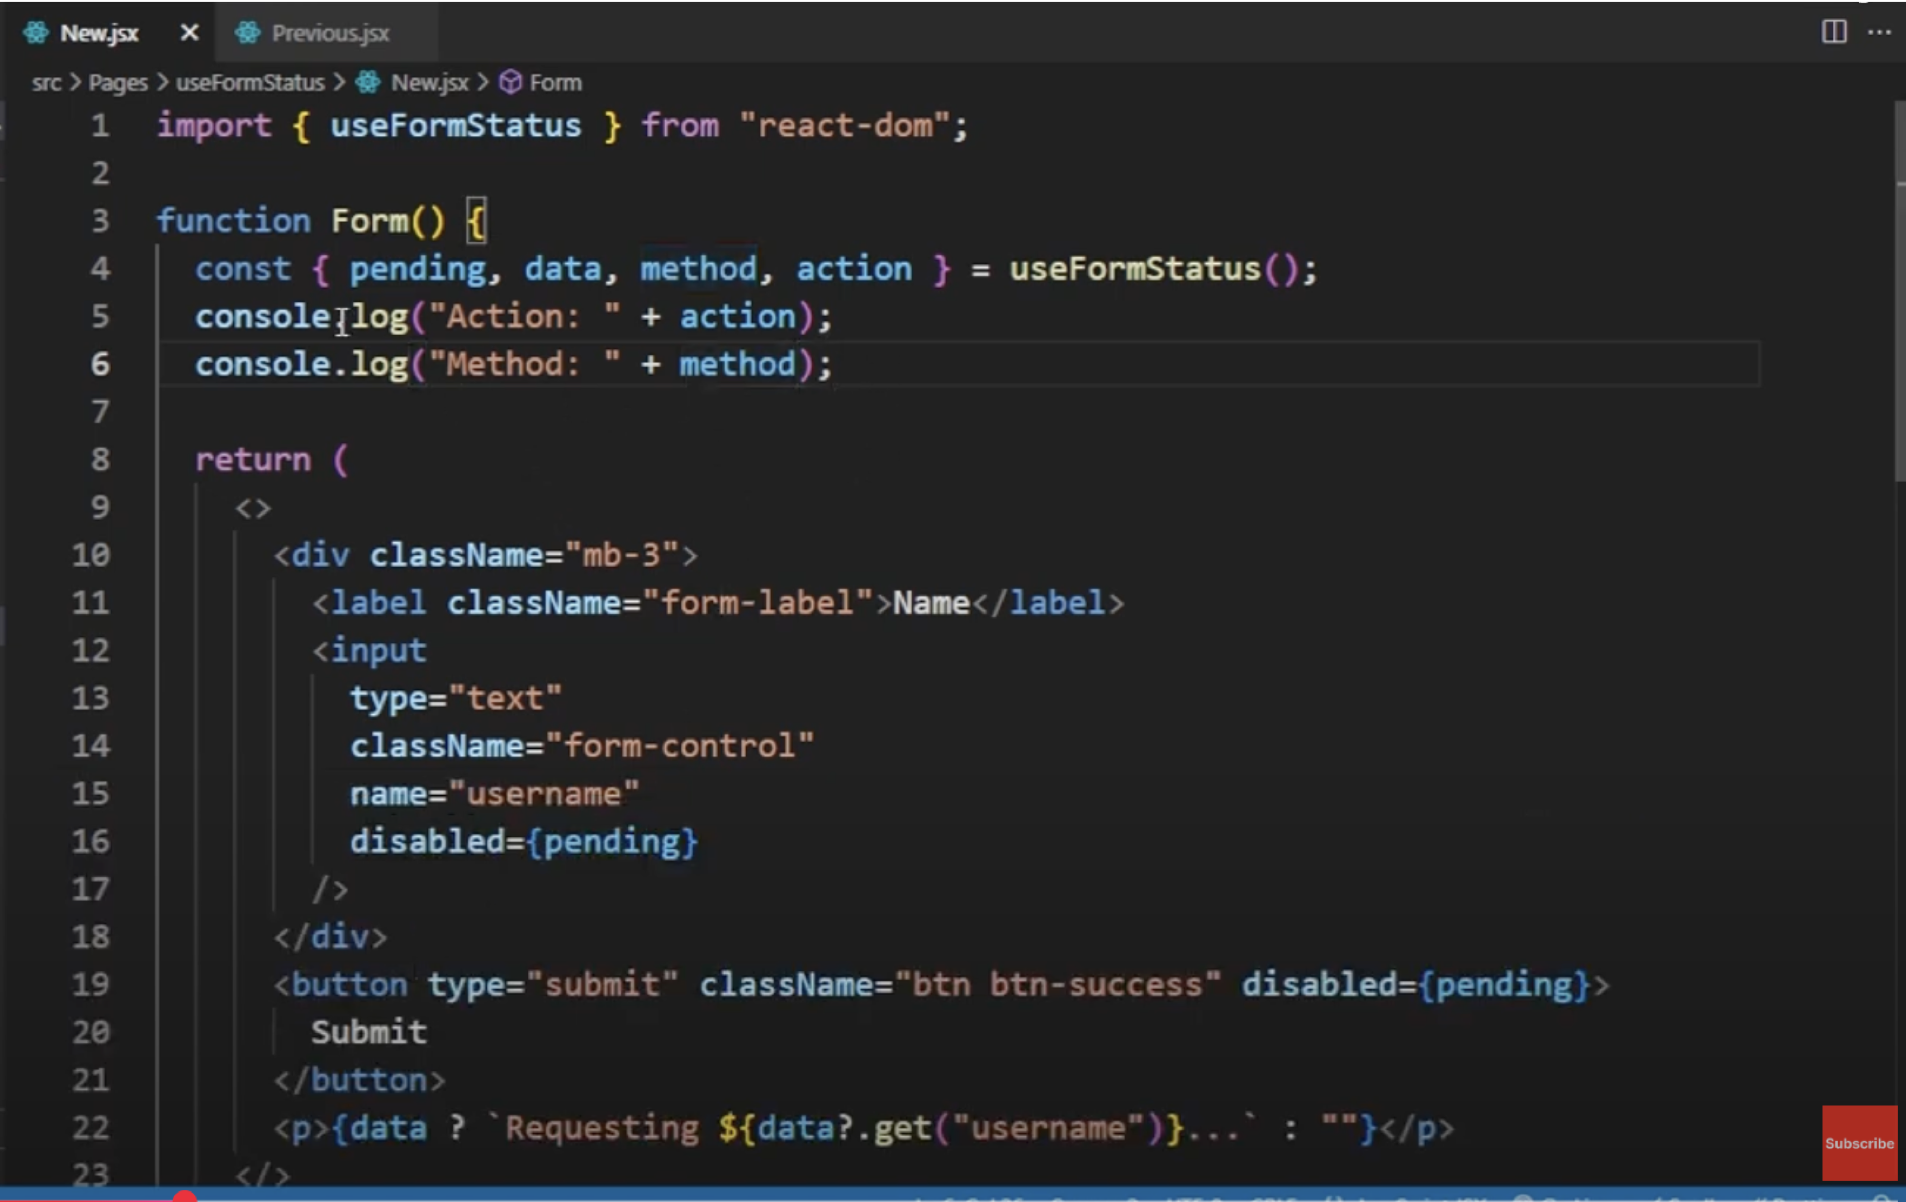 New.jsx × Previous.jsx ···
src > Pages > useFormStatus > New.jsx > Form
1 import { useFormStatus } from "react-dom";
2
3 function Form() {
4 const { pending, data, method, action } = useFormStatus();
5 console.log("Action: " + action);
6 console.log("Method: " + method);
7
8 return (
9 <>
10 <div className="mb-3">
11 <label className="form-label">Name</label>
12 <input
13 type="text"
14 className="form-control"
15 name="username"
16 disabled={pending}
17 />
18 </div>
19 <button type="submit" className="btn btn-success" disabled={pending}>
20 Submit
21 </button>
22 <p>{data ? `Requesting ${data?.get("username")}...` : ""}</p>
23 </>
Subscribe